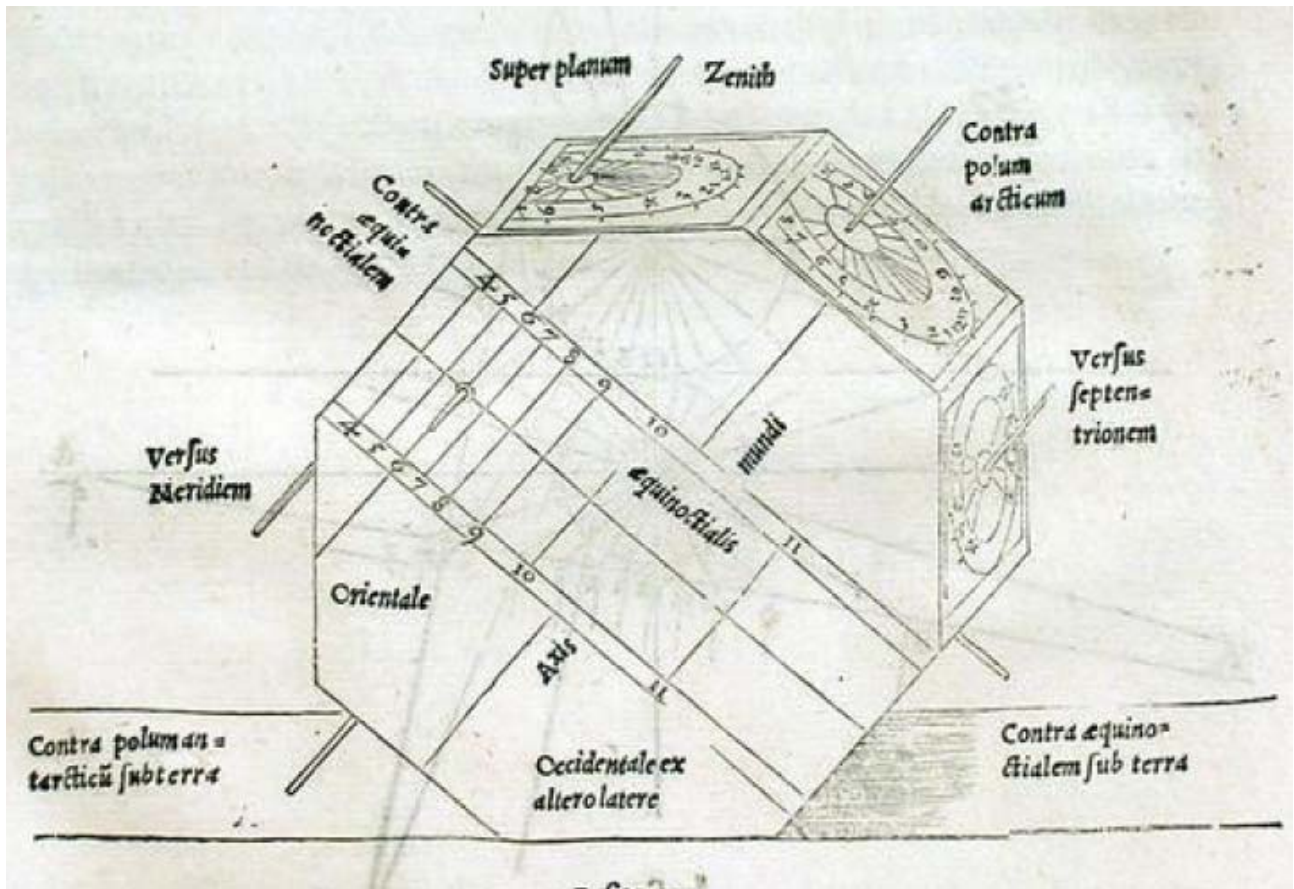 Super planum
Zenith
Contra
polum
arcticum
Contra
æqui
noctialem
4 5 6 7 8 9 10 11
Versus
septen=
trionem
mundi
Versus
Meridiem
æquinoctialis
4 5 6 7 8 9 10 11
Orientale
Axis
Contra polum an=
tarcticũ sub terra
Occidentale ex
altero latere
Contra æquino=
ctialem sub terra